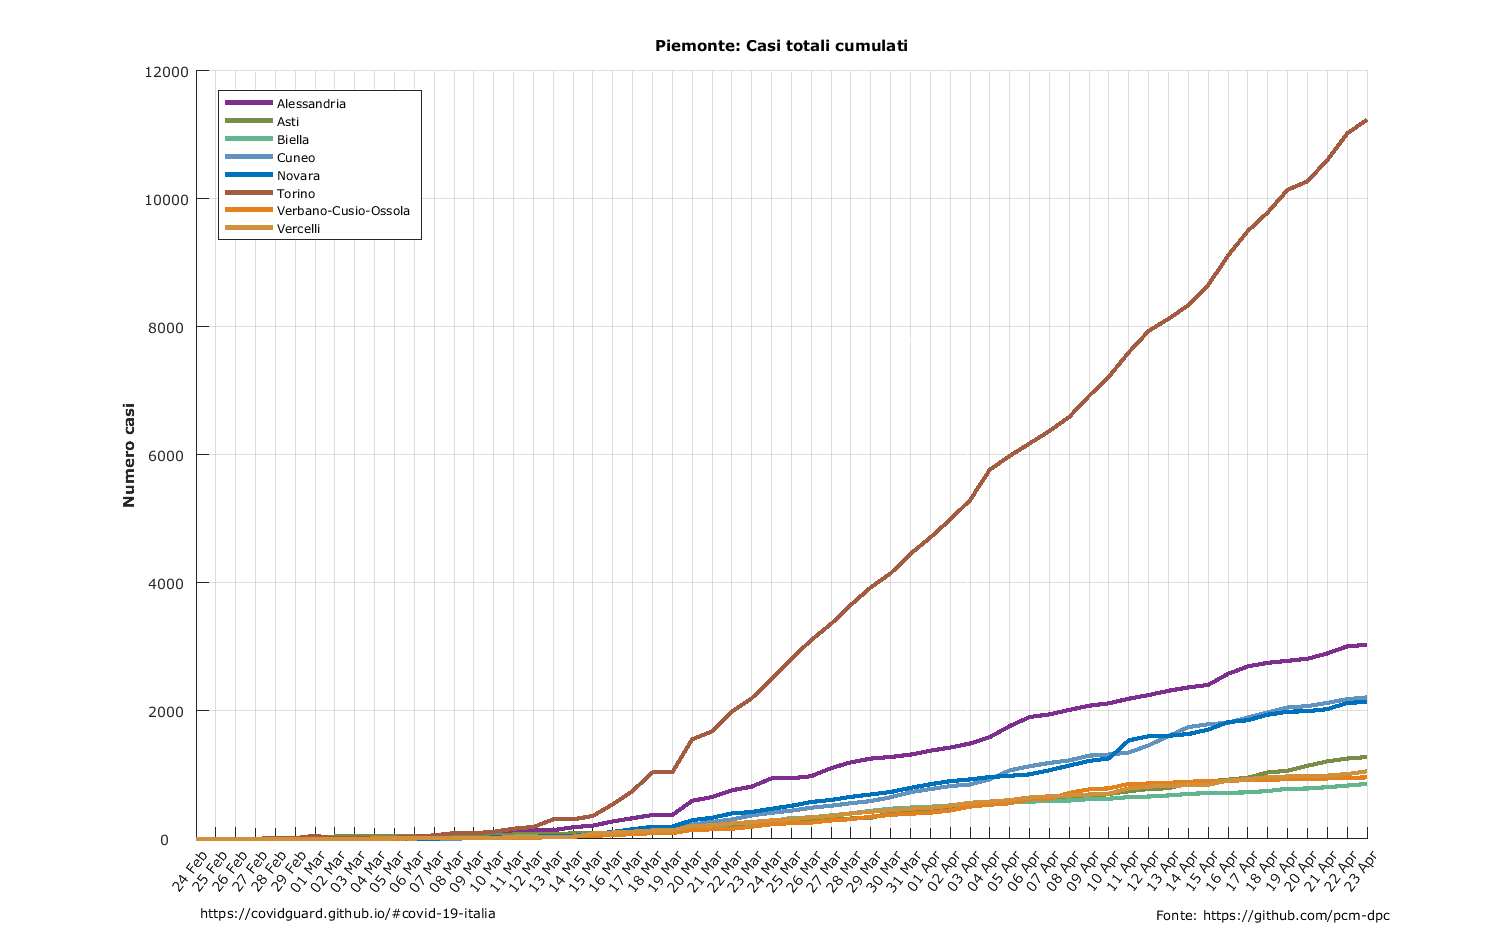 Piemonte: Casi totali cumulati
12000
10000
8000
6000
4000
2000
0
Numero casi
Alessandria
Asti
Biella
Cuneo
Novara
Torino
Verbano-Cusio-Ossola
Vercelli
24 Feb
25 Feb
26 Feb
27 Feb
28 Feb
29 Feb
01 Mar
02 Mar
03 Mar
04 Mar
05 Mar
06 Mar
07 Mar
08 Mar
09 Mar
10 Mar
11 Mar
12 Mar
13 Mar
14 Mar
15 Mar
16 Mar
17 Mar
18 Mar
19 Mar
20 Mar
21 Mar
22 Mar
23 Mar
24 Mar
25 Mar
26 Mar
27 Mar
28 Mar
29 Mar
30 Mar
31 Mar
01 Apr
02 Apr
03 Apr
04 Apr
05 Apr
06 Apr
07 Apr
08 Apr
09 Apr
10 Apr
11 Apr
12 Apr
13 Apr
14 Apr
15 Apr
16 Apr
17 Apr
18 Apr
19 Apr
20 Apr
21 Apr
22 Apr
23 Apr
https://covidguard.github.io/#covid-19-italia
Fonte: https://github.com/pcm-dpc